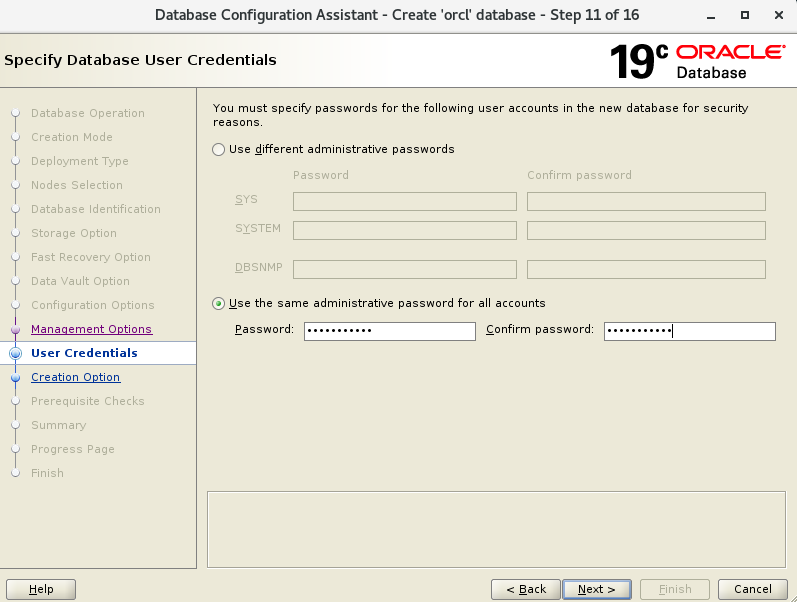 Database Configuration Assistant - Create 'orcl' database - Step 11 of 16
Specify Database User Credentials
19c ORACLE
Database
Database Operation
Creation Mode
Deployment Type
Nodes Selection
Database Identification
Storage Option
Fast Recovery Option
Data Vault Option
Configuration Options
Management Options
User Credentials
Creation Option
Prerequisite Checks
Summary
Progress Page
Finish
You must specify passwords for the following user accounts in the new database for security
reasons.
Use different administrative passwords
Password Confirm password
SYS
SYSTEM
DBSNMP
Use the same administrative password for all accounts
Password: ••••••••••• Confirm password: •••••••••••
Help < Back Next > Finish Cancel